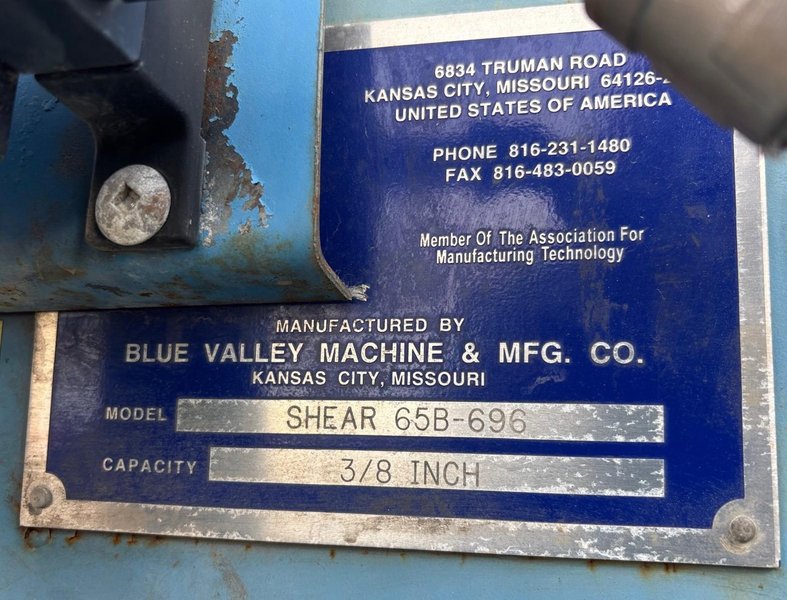 6834 TRUMAN ROAD
KANSAS CITY, MISSOURI 64126-
UNITED STATES OF AMERICA
PHONE 816-231-1480
FAX 816-483-0059
Member Of The Association For
Manufacturing Technology
MANUFACTURED BY
BLUE VALLEY MACHINE & MFG. CO.
KANSAS CITY, MISSOURI
MODEL SHEAR 65B-696
CAPACITY 3/8 INCH